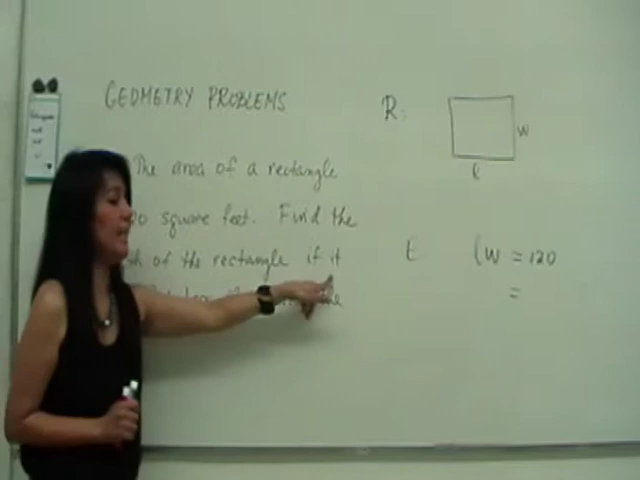 GEOMETRY PROBLEMS
The area of a rectangle
square feet. Find the
of the rectangle if it
R:
w
l
E lw = 120
=